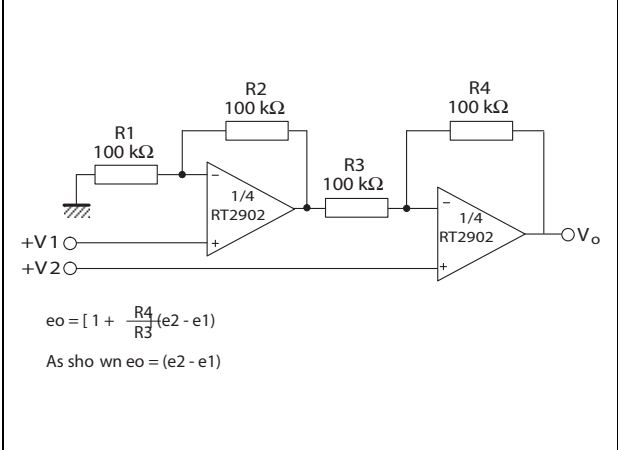 R2
100 kΩ
R4
100 kΩ
R1
100 kΩ
R3
100 kΩ
−
1/4
RT2902
+
−
1/4
RT2902
+
+V1
+V2
Vo
eo = [ 1 + R4/R3 ] (e2 - e1)
As sho wn eo = (e2 - e1)